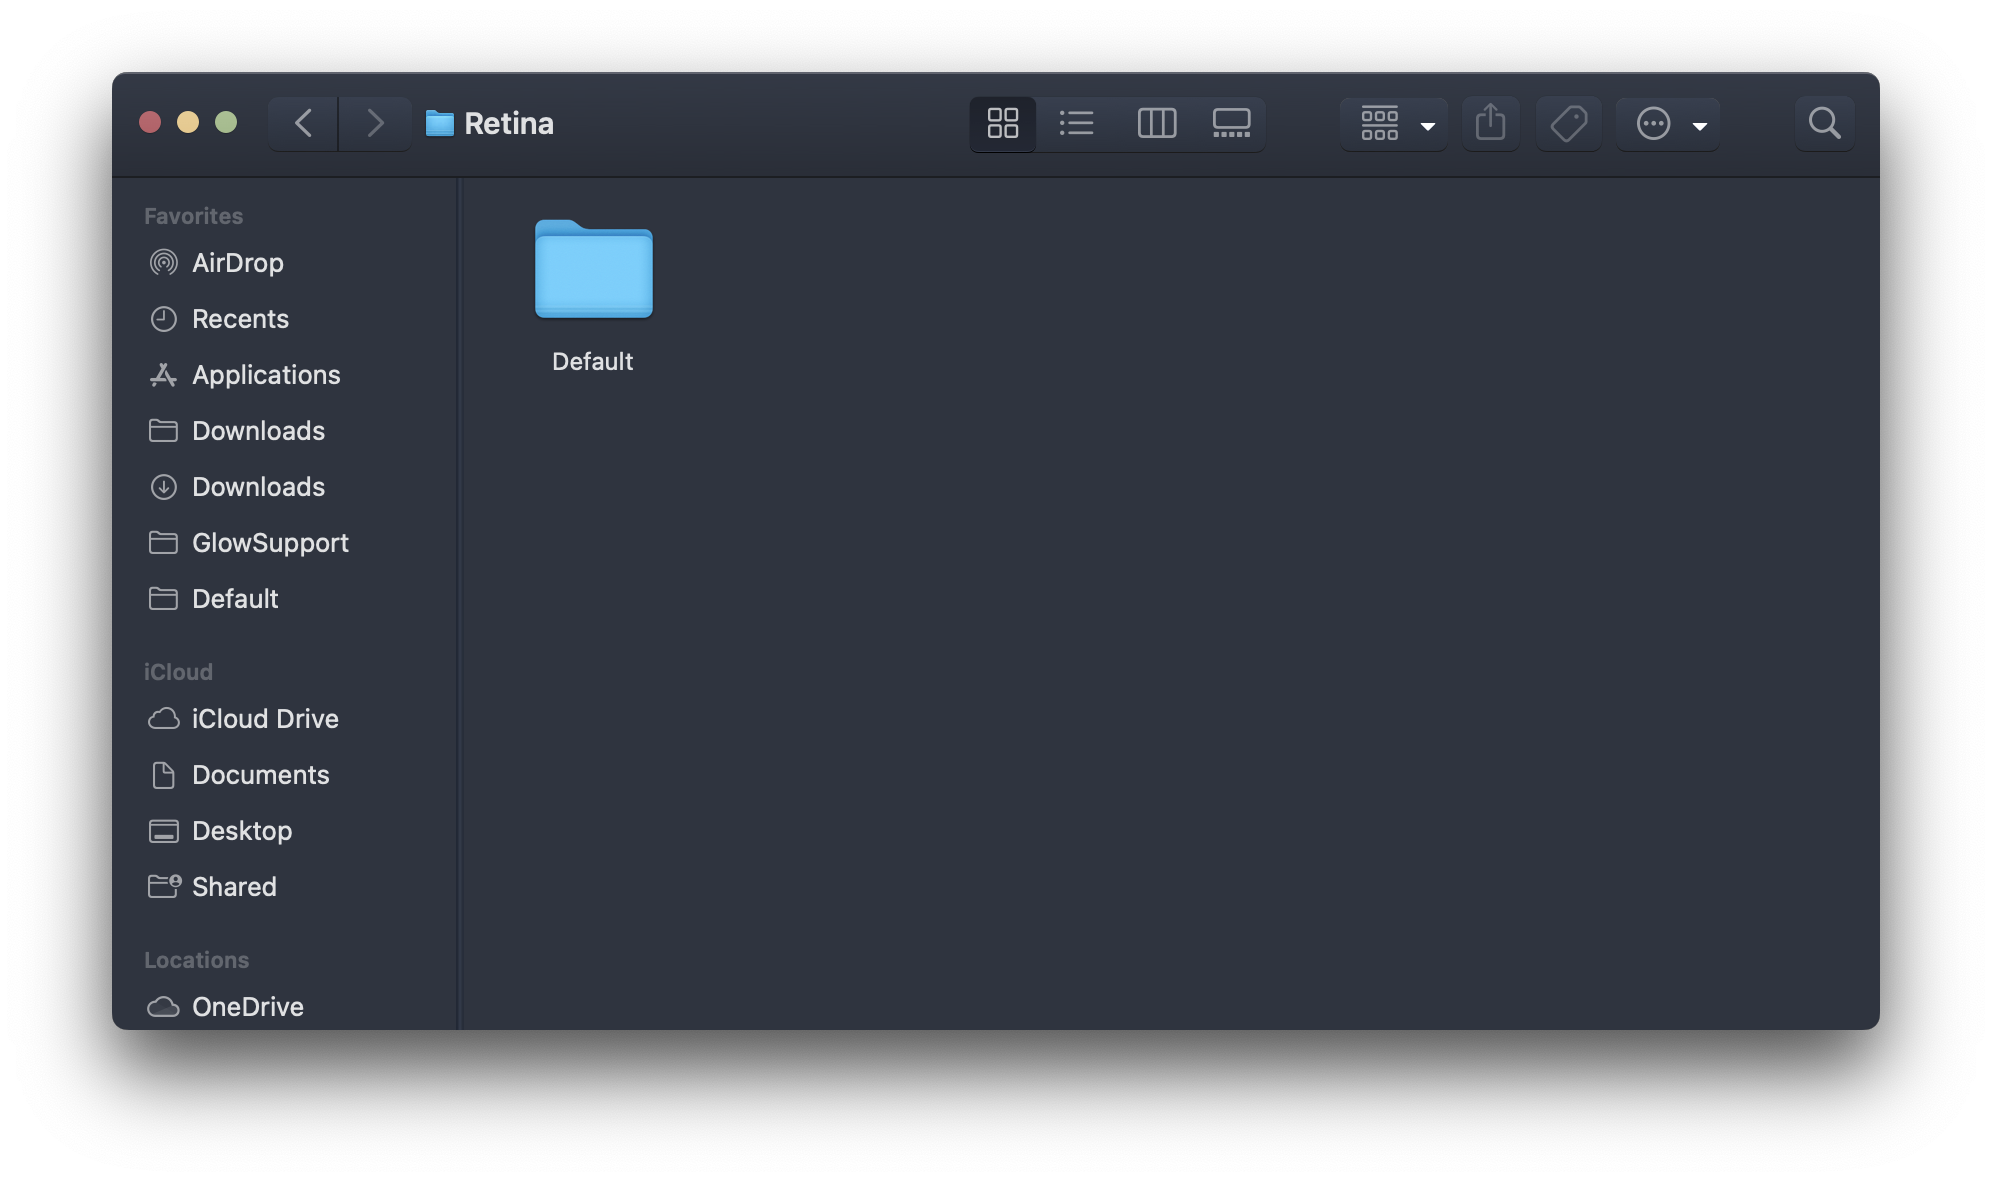 Retina
Favorites
AirDrop
Recents
Applications
Downloads
Downloads
GlowSupport
Default
iCloud
iCloud Drive
Documents
Desktop
Shared
Locations
OneDrive
Default